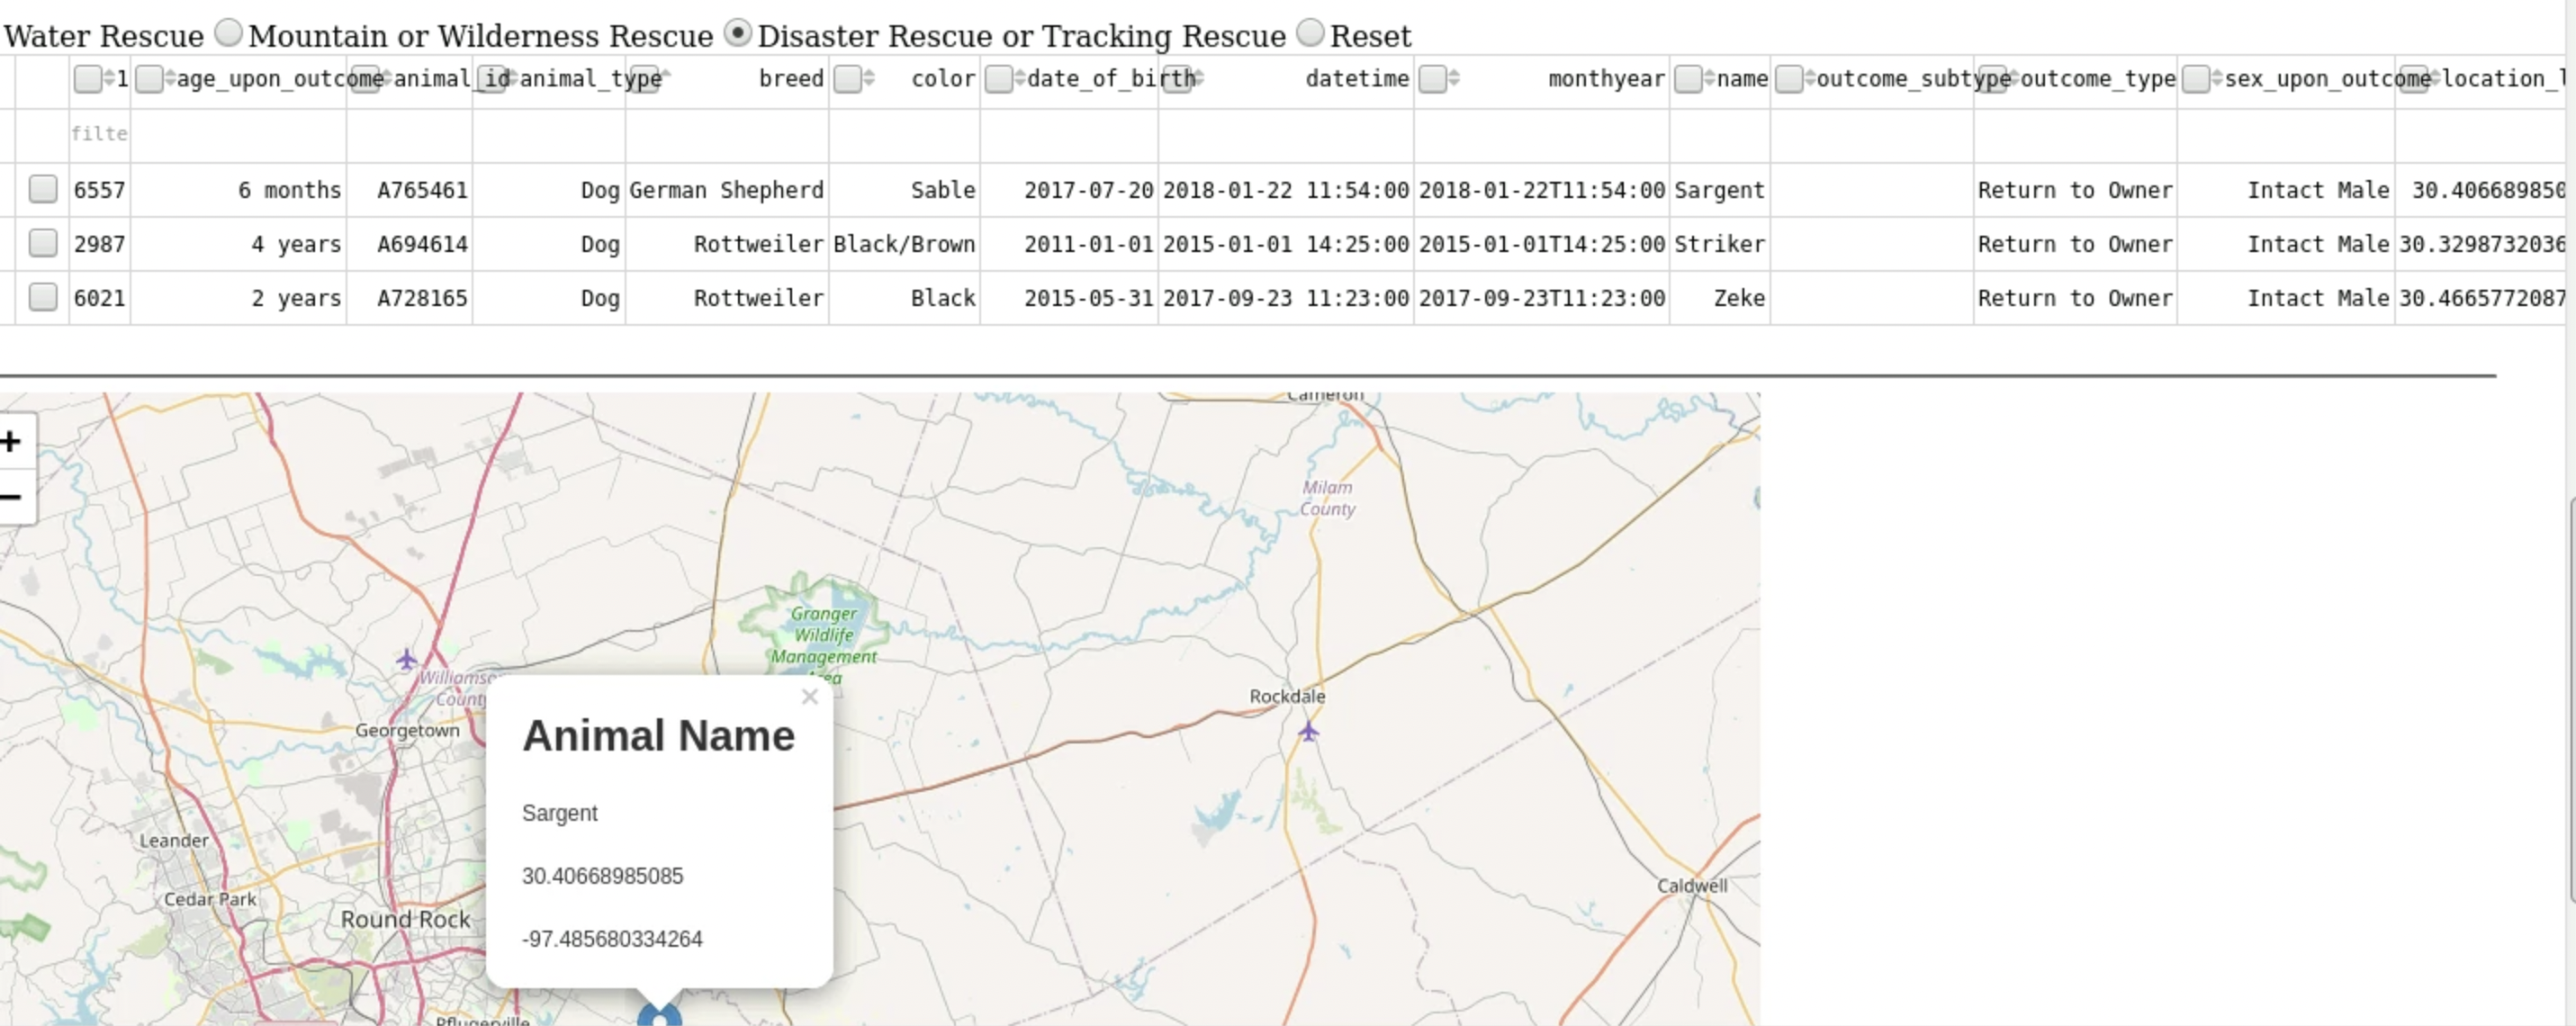 Water Rescue Mountain or Wilderness Rescue Disaster Rescue or Tracking Rescue Reset
1 age_upon_outcome animal_id animal_type breed color date_of_birth datetime monthyear name outcome_subtype outcome_type sex_upon_outcome location_l
filte
6557 6 months A765461 Dog German Shepherd Sable 2017-07-20 2018-01-22 11:54:00 2018-01-22T11:54:00 Sargent Return to Owner Intact Male 30.406689850
2987 4 years A694614 Dog Rottweiler Black/Brown 2011-01-01 2015-01-01 14:25:00 2015-01-01T14:25:00 Striker Return to Owner Intact Male 30.3298732036
6021 2 years A728165 Dog Rottweiler Black 2015-05-31 2017-09-23 11:23:00 2017-09-23T11:23:00 Zeke Return to Owner Intact Male 30.4665772087
Cameron
+
−
Milam
County
Granger
Wildlife
Management
Area
Williamso
County
Georgetown
Rockdale
×
Animal Name
Sargent
30.40668985085
-97.485680334264
Leander
Cedar Park
Round Rock
Caldwell
Pflugerville